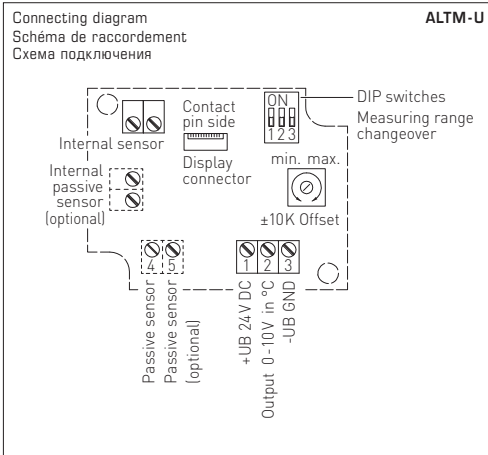 Connecting diagram
ALTM-U
Schéma de raccordement
Схема подключения
Contact
pin side
ON
1 2 3
DIP switches
Measuring range
changeover
Internal sensor
Display
connector
min. max.
Internal
passive
sensor
(optional)
±10K Offset
4 5
1 2 3
Passive sensor
Passive sensor
(optional)
+UB 24V DC
Output 0-10V in °C
-UB GND